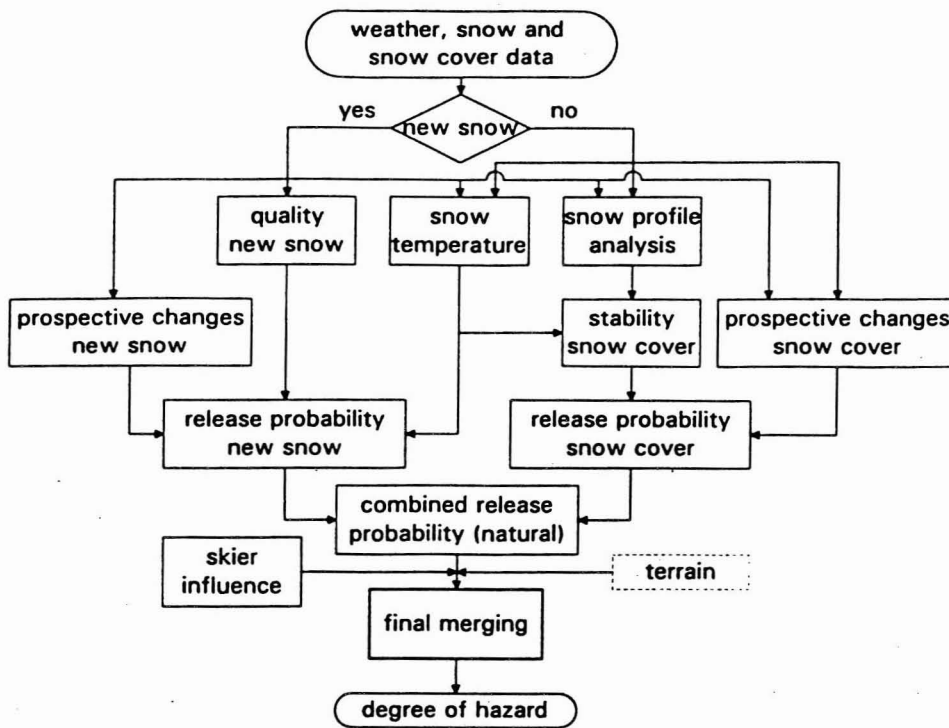 weather, snow and
snow cover data
yes
no
new snow
quality
new snow
snow
temperature
snow profile
analysis
prospective changes
new snow
stability
snow cover
prospective changes
snow cover
release probability
new snow
release probability
snow cover
combined release
probability (natural)
skier
influence
terrain
final merging
degree of hazard